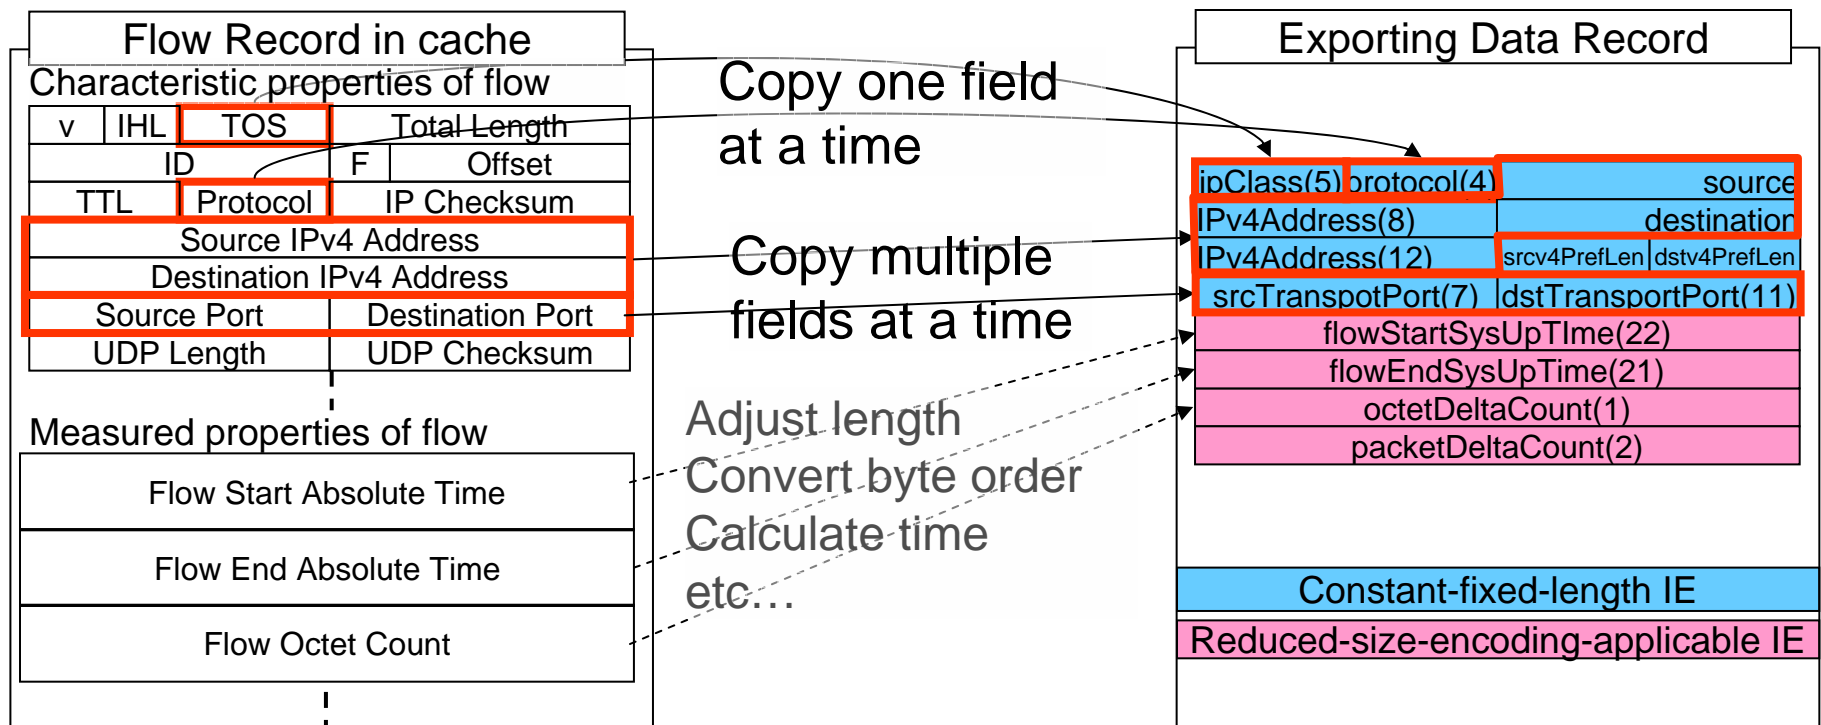 Flow Record in cache
Characteristic properties of flow
v IHL TOS Total Length
ID F Offset
TTL Protocol IP Checksum
Source IPv4 Address
Destination IPv4 Address
Source Port Destination Port
UDP Length UDP Checksum
Measured properties of flow
Flow Start Absolute Time
Flow End Absolute Time
Flow Octet Count
Copy one field
at a time
Copy multiple
fields at a time
Adjust length
Convert byte order
Calculate time
etc…
Exporting Data Record
ipClass(5) protocol(4) source
IPv4Address(8) destination
IPv4Address(12) srcv4PrefLen dstv4PrefLen
srcTranspotPort(7) dstTransportPort(11)
flowStartSysUpTIme(22)
flowEndSysUpTime(21)
octetDeltaCount(1)
packetDeltaCount(2)
Constant-fixed-length IE
Reduced-size-encoding-applicable IE